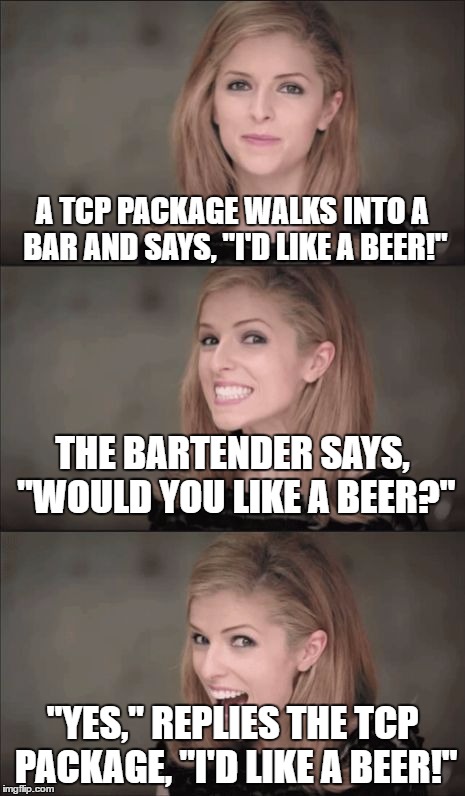 A TCP PACKAGE WALKS INTO A
BAR AND SAYS, "I'D LIKE A BEER!"
THE BARTENDER SAYS,
"WOULD YOU LIKE A BEER?"
"YES," REPLIES THE TCP
PACKAGE, "I'D LIKE A BEER!"
imgflip.com